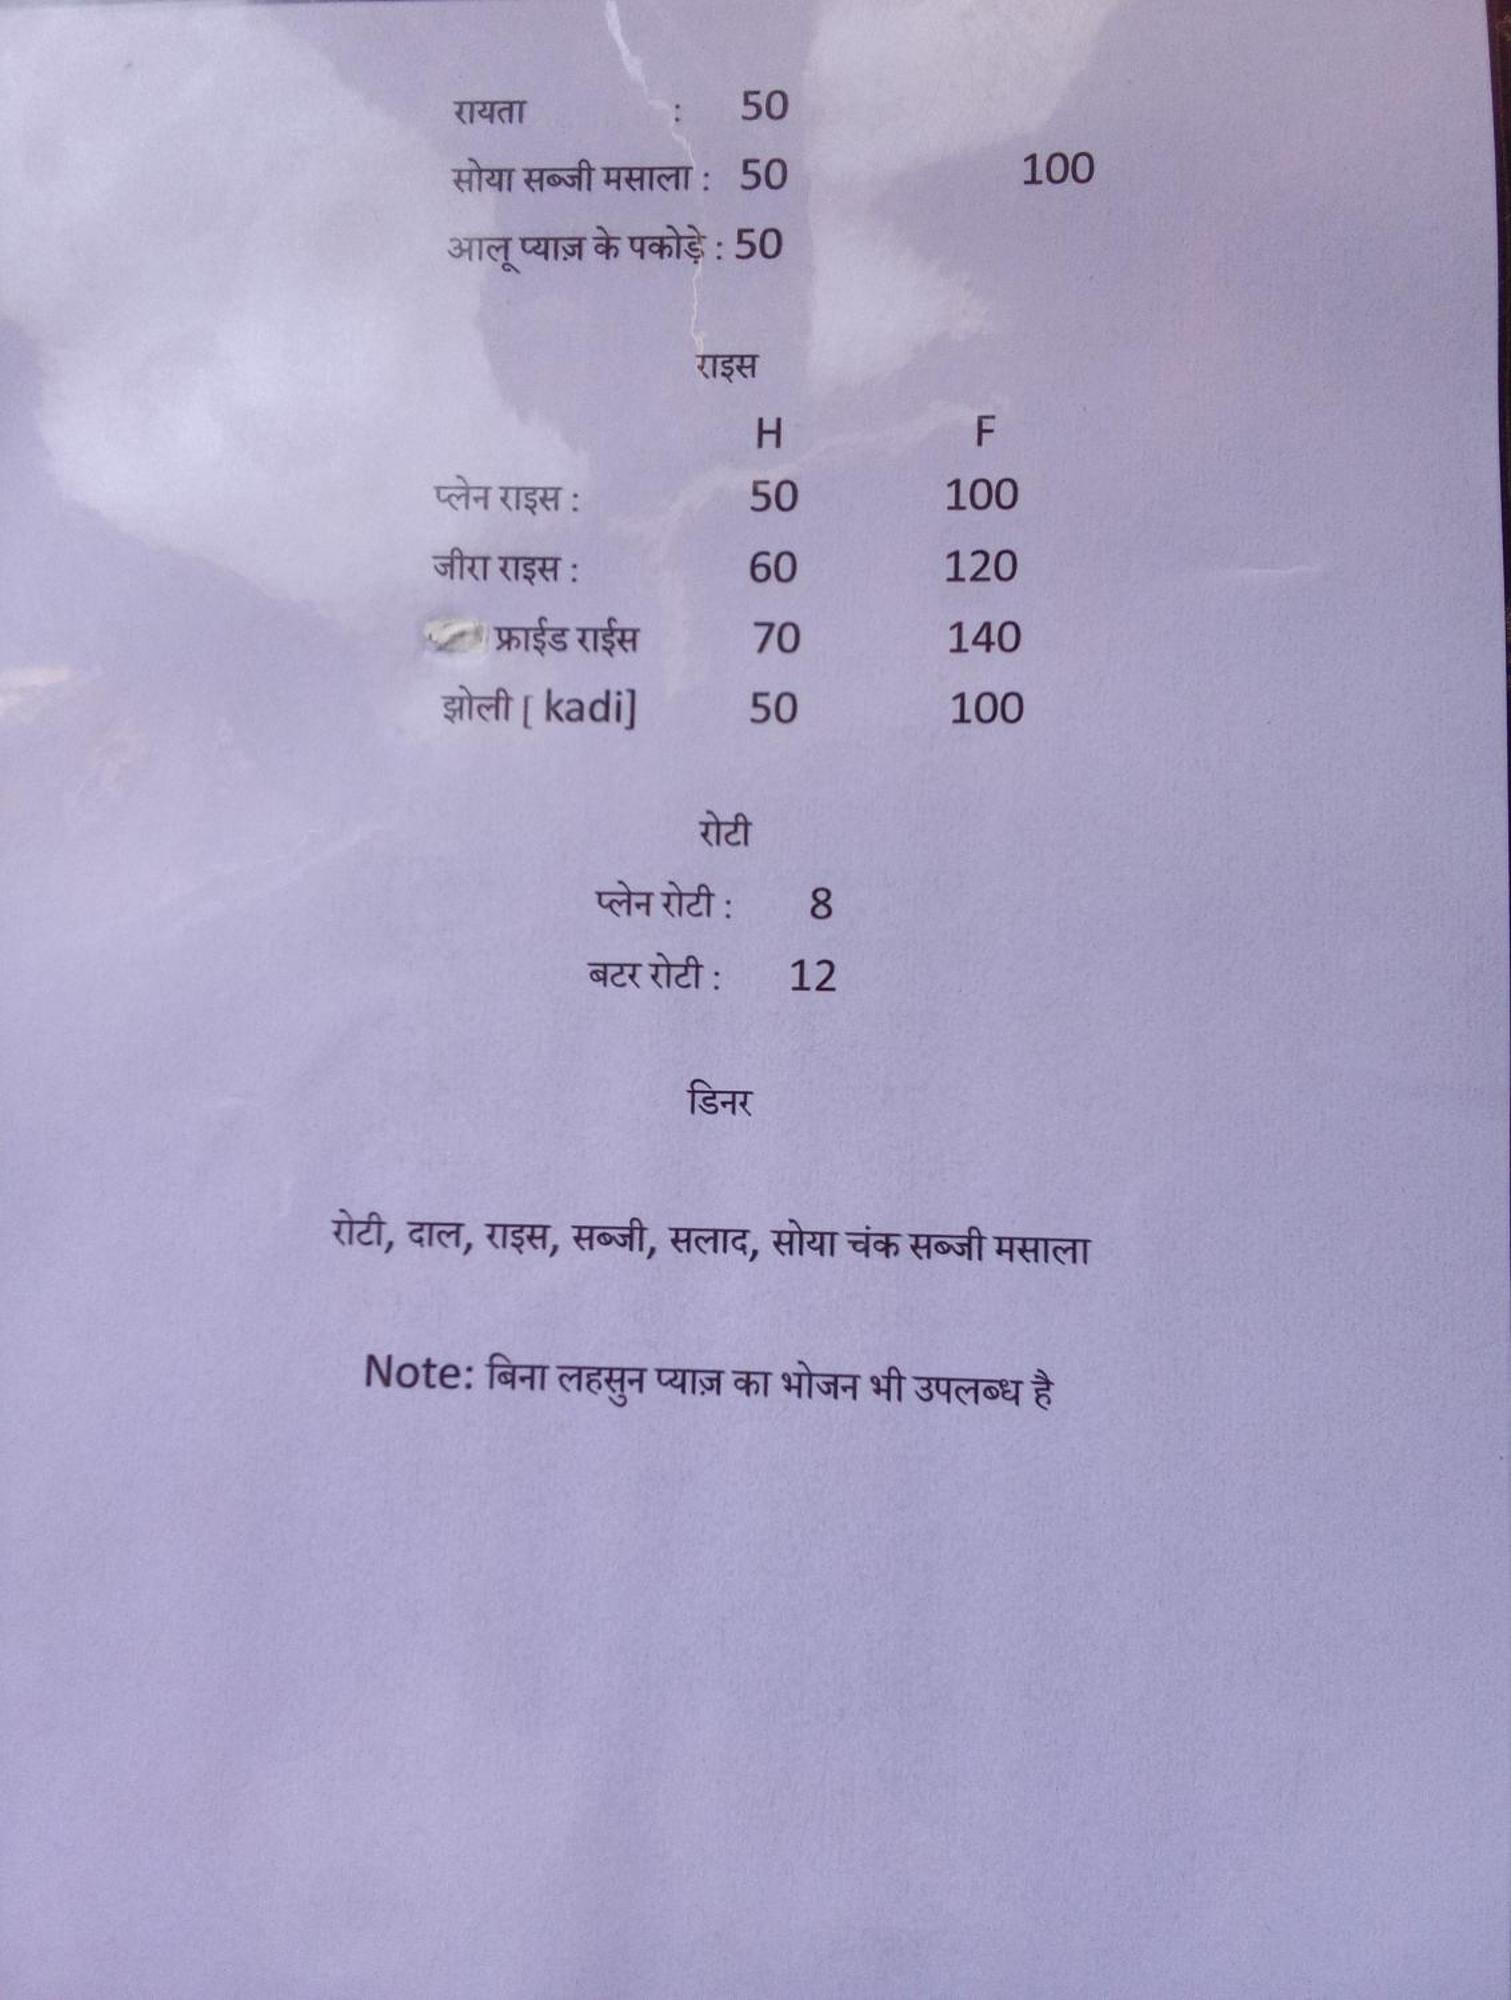 रायता : 50
सोया सब्जी मसाला : 50 100
आलू प्याज़ के पकोड़े : 50
राइस
H F
प्लेन राइस : 50 100
जीरा राइस : 60 120
फ्राईड राईस 70 140
झोली [ kadi] 50 100
रोटी
प्लेन रोटी : 8
बटर रोटी : 12
डिनर
रोटी, दाल, राइस, सब्जी, सलाद, सोया चंक सब्जी मसाला
Note: बिना लहसुन प्याज़ का भोजन भी उपलब्ध है